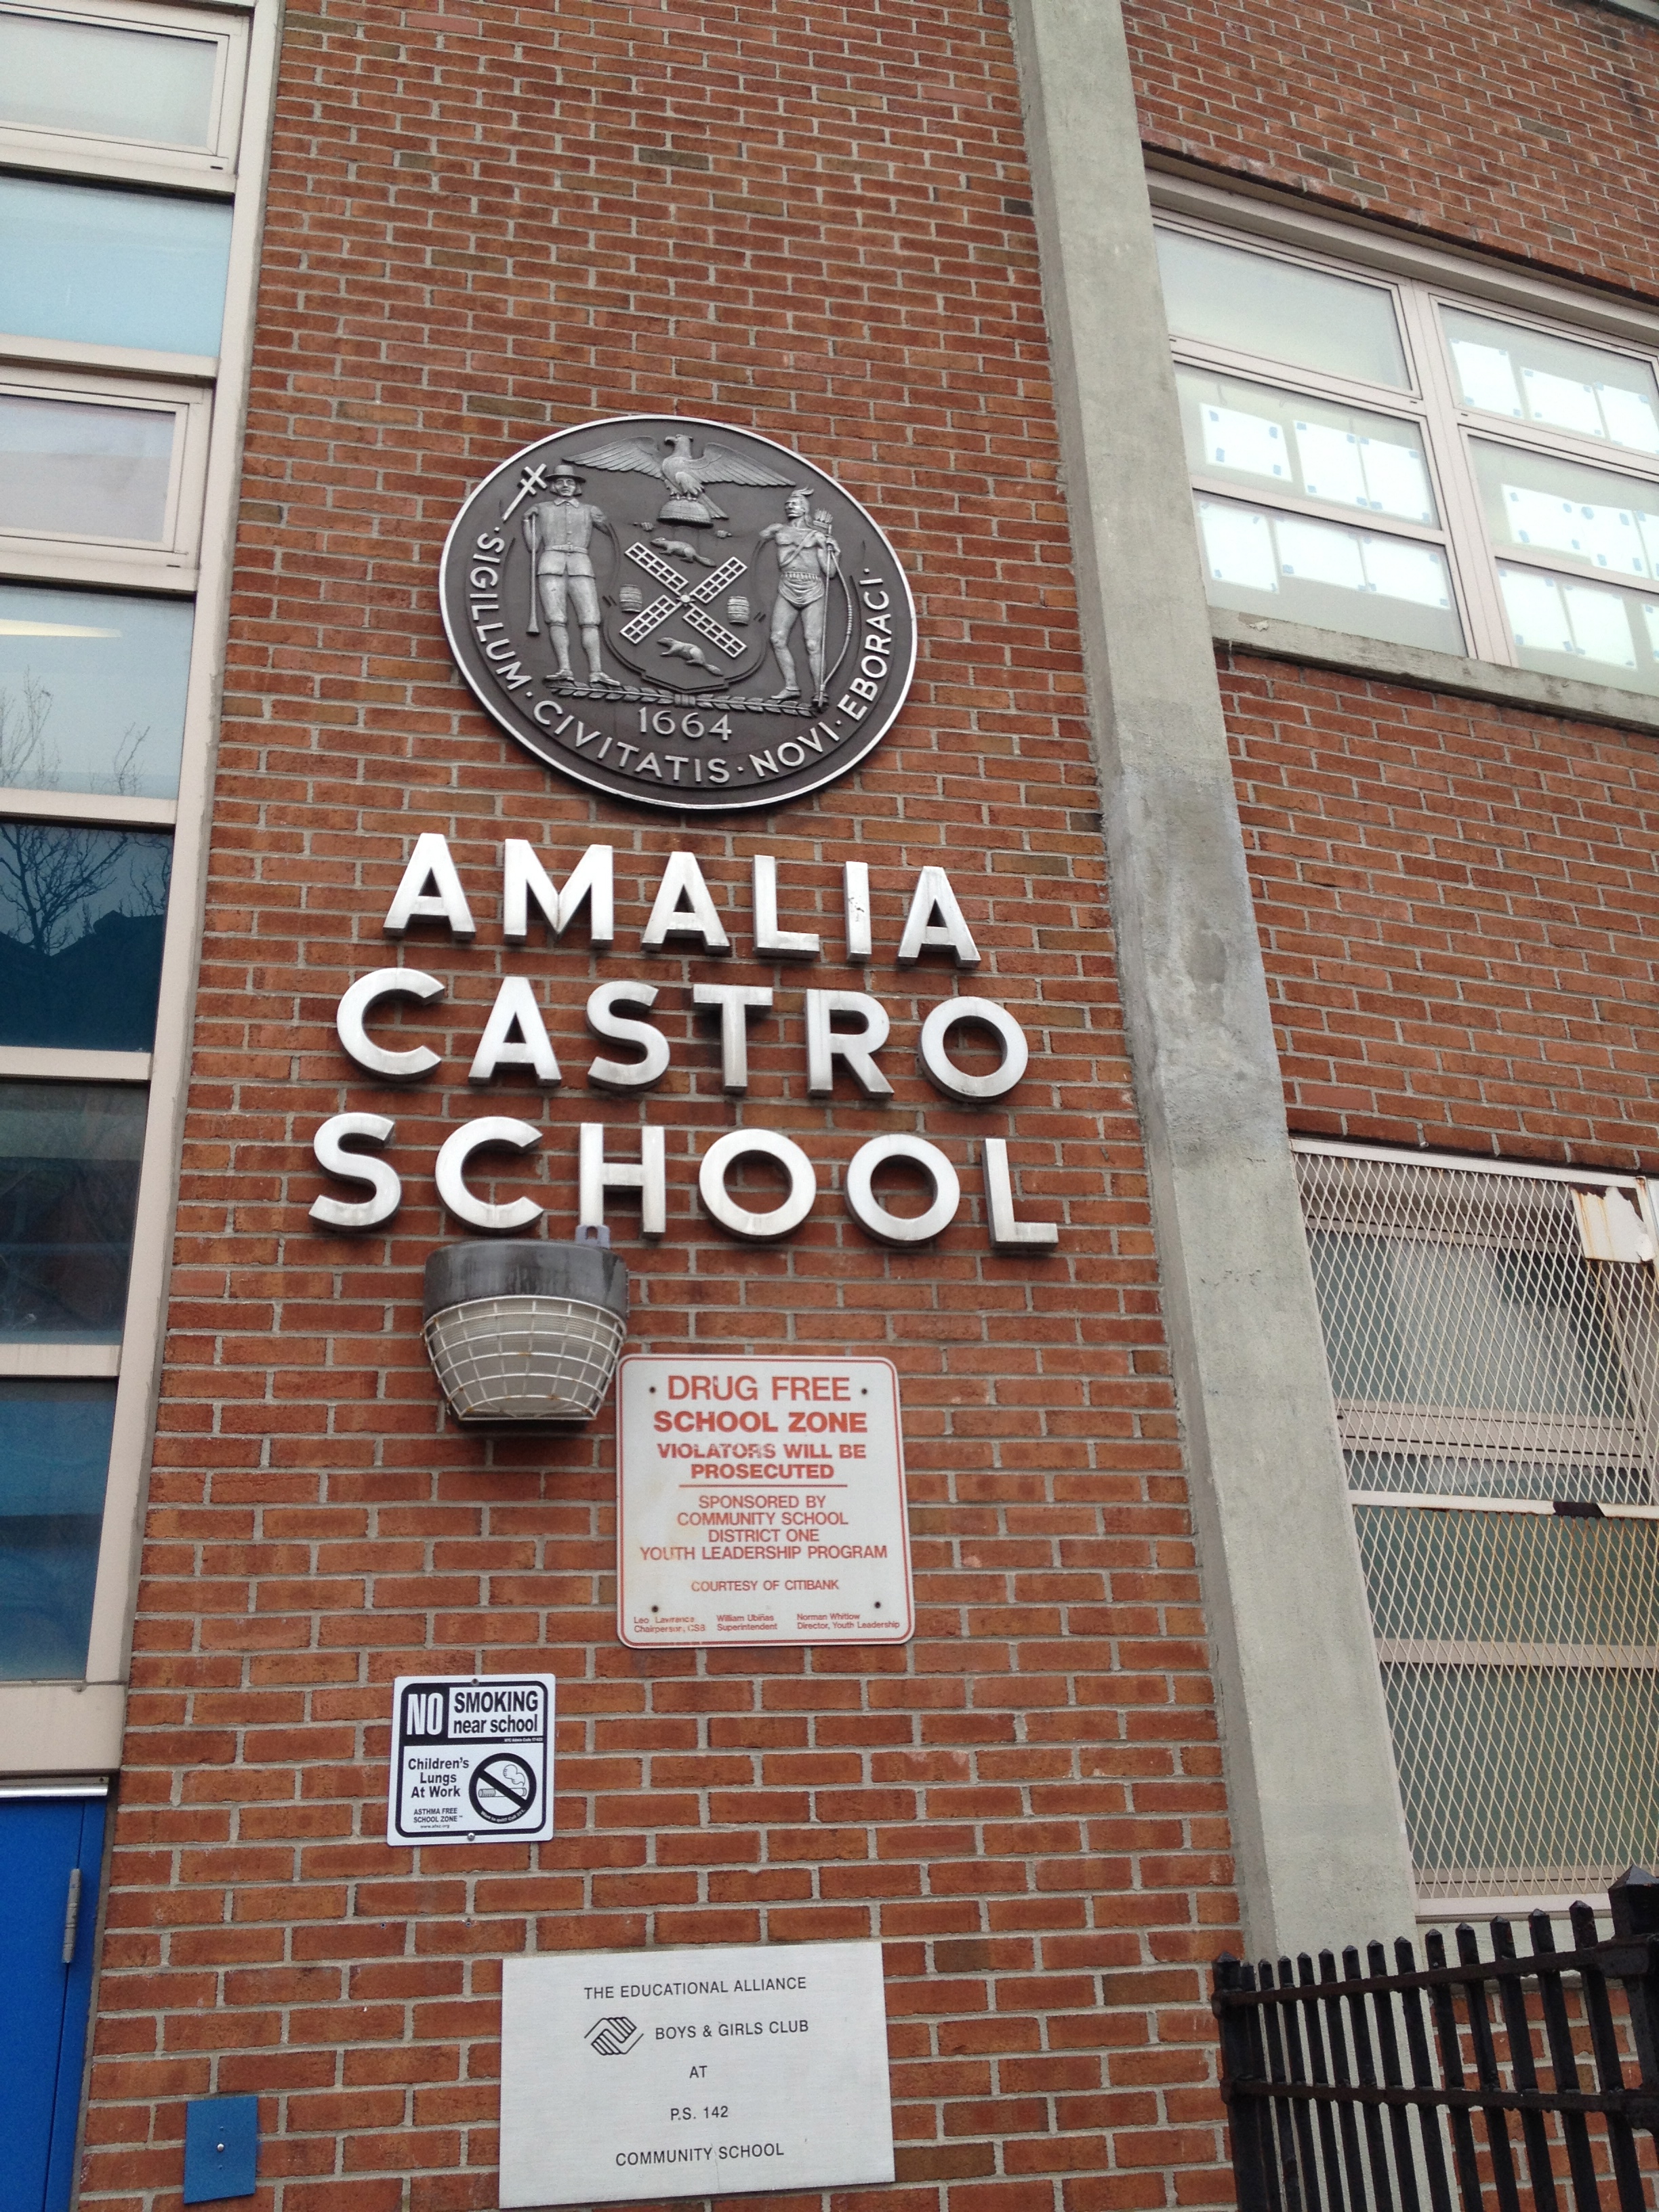 ·SIGILLUM·CIVITATIS·NOVI·EBORACI·
1664
AMALIA
CASTRO
SCHOOL
DRUG FREE
SCHOOL ZONE
VIOLATORS WILL BE
PROSECUTED
SPONSORED BY
COMMUNITY SCHOOL
DISTRICT ONE
YOUTH LEADERSHIP PROGRAM
COURTESY OF CITIBANK
Leo Lawrence William Ubiñas Norman Whitlow
Chairperson, CSB Superintendent Director, Youth Leadership
NO SMOKING
near school
Children's
Lungs
At Work
ASTHMA FREE
SCHOOL ZONE™
THE EDUCATIONAL ALLIANCE
BOYS & GIRLS CLUB
AT
P.S. 142
COMMUNITY SCHOOL